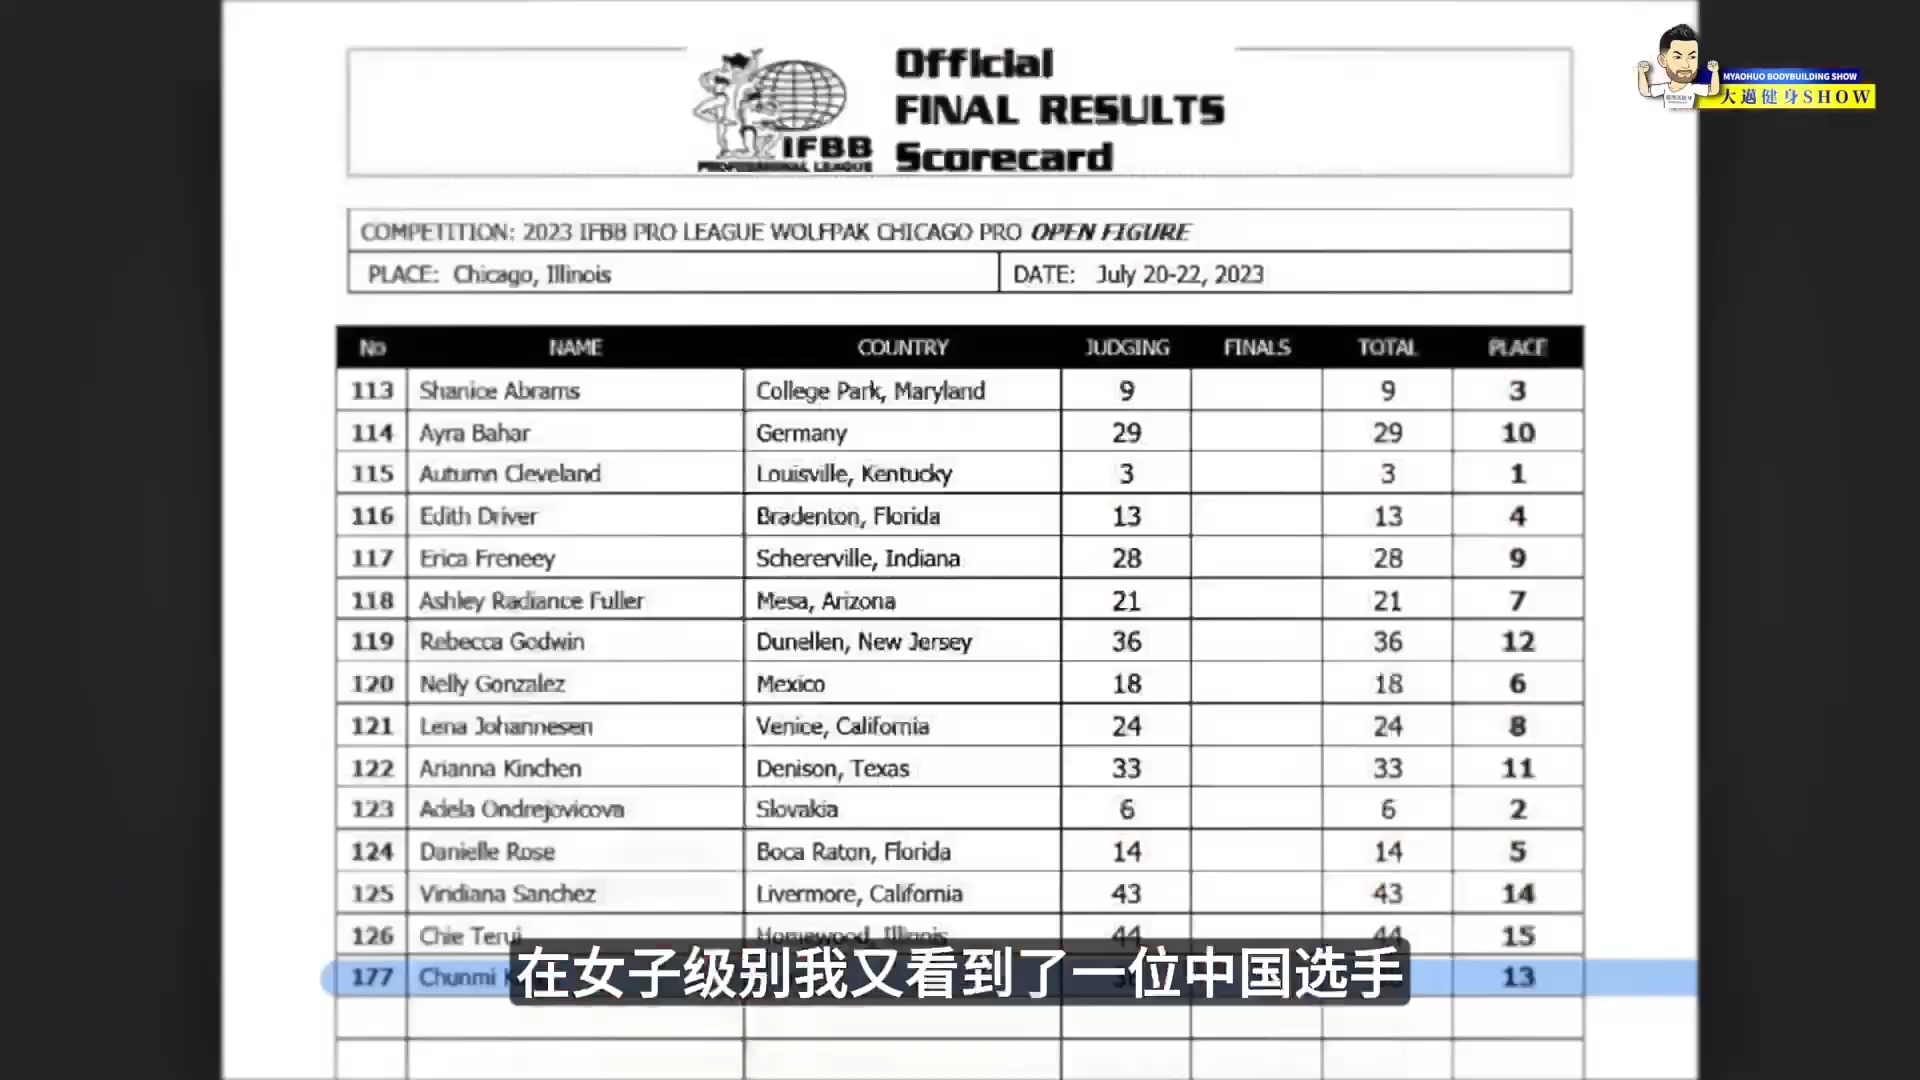 MYAOHUO BODYBUILDING SHOW
大邁健身SHOW
Official
FINAL RESULTS
Scorecard
IFBB
PROFESSIONAL LEAGUE
COMPETITION: 2023 IFBB PRO LEAGUE WOLFPAK CHICAGO PRO OPEN FIGURE
PLACE: Chicago, Illinois DATE: July 20-22, 2023
No NAME COUNTRY JUDGING FINALS TOTAL PLACE
113 Shanice Abrams College Park, Maryland 9 9 3
114 Ayra Bahar Germany 29 29 10
115 Autumn Cleveland Louisville, Kentucky 3 3 1
116 Edith Driver Bradenton, Florida 13 13 4
117 Erica Freneey Schererville, Indiana 28 28 9
118 Ashley Radiance Fuller Mesa, Arizona 21 21 7
119 Rebecca Godwin Dunellen, New Jersey 36 36 12
120 Nelly Gonzalez Mexico 18 18 6
121 Lena Johannesen Venice, California 24 24 8
122 Arianna Kinchen Denison, Texas 33 33 11
123 Adela Ondrejovicova Slovakia 6 6 2
124 Danielle Rose Boca Raton, Florida 14 14 5
125 Viridiana Sanchez Livermore, California 43 43 14
126 Chie Terui Homewood, Illinois 44 44 15
177 Chunmi 13
在女子级别我又看到了一位中国选手